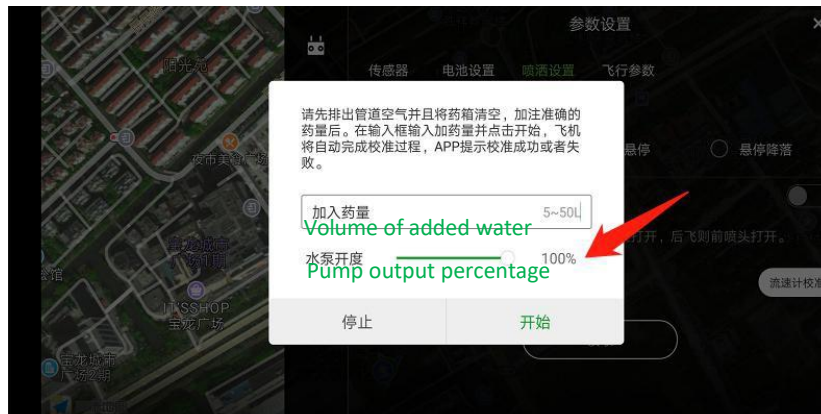 参数设置
传感器 电池设置 喷洒设置 飞行参数
阳光苑
请先排出管道空气并且将药箱清空，加注准确的
药量后。在输入框输入加药量并点击开始，飞机
将自动完成校准过程，APP提示校准成功或者失
败。
悬停 悬停降落
夜市美食广场
加入药量 5~50L
Volume of added water
打开，后飞则前喷头打开。
宝龙城市
广场1期
水泵开度 100%
Pump output percentage
会馆
流速计校准
IT'SSHOP
宝龙广场
停止 开始
宝龙城市
广场2期